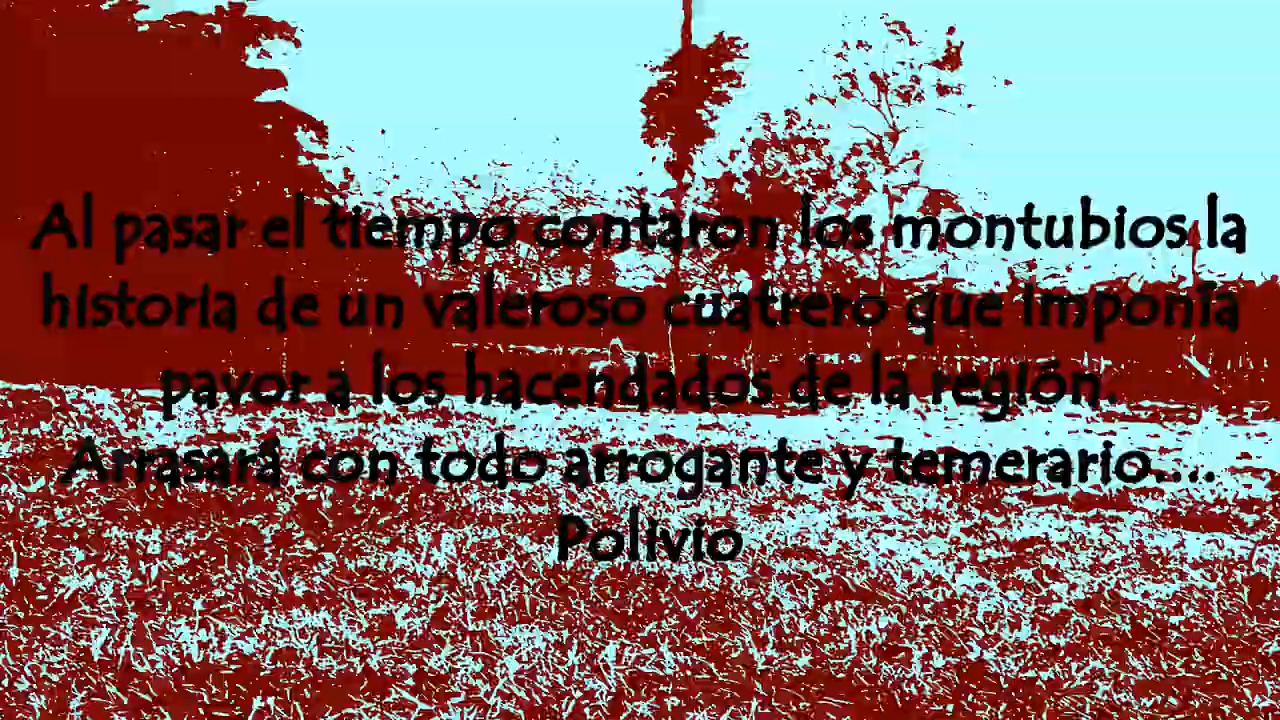 Al pasar el tiempo contaron los montubios la
historia de un valeroso cuatrero que imponía
pavor a los hacendados de la región.
Arrasará con todo arrogante y temerario....
Polivio